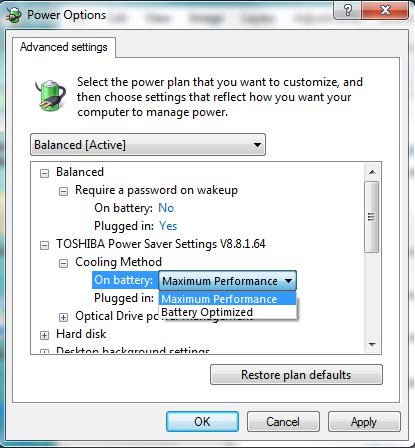 Power Options
Advanced settings
Select the power plan that you want to customize, and
then choose settings that reflect how you want your
computer to manage power.
Balanced [Active]
Balanced
Require a password on wakeup
On battery: No
Plugged in: Yes
TOSHIBA Power Saver Settings V8.8.1.64
Cooling Method
On battery: Maximum Performance
Plugged in: Maximum Performance
Battery Optimized
Optical Drive po
Hard disk
Desktop background settings
Restore plan defaults
OK Cancel Apply